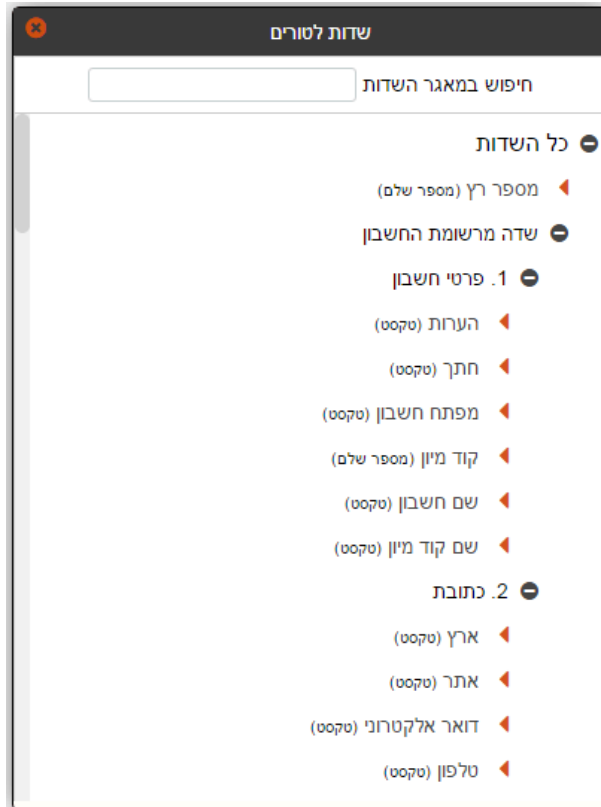 שדות לטורים
חיפוש במאגר השדות
כל השדות
מספר רץ (מספר שלם)
שדה מרשומת החשבון
1. פרטי חשבון
הערות (טקסט)
חתך (טקסט)
מפתח חשבון (טקסט)
קוד מיון (מספר שלם)
שם חשבון (טקסט)
שם קוד מיון (טקסט)
2. כתובת
ארץ (טקסט)
אתר (טקסט)
דואר אלקטרוני (טקסט)
טלפון (טקסט)